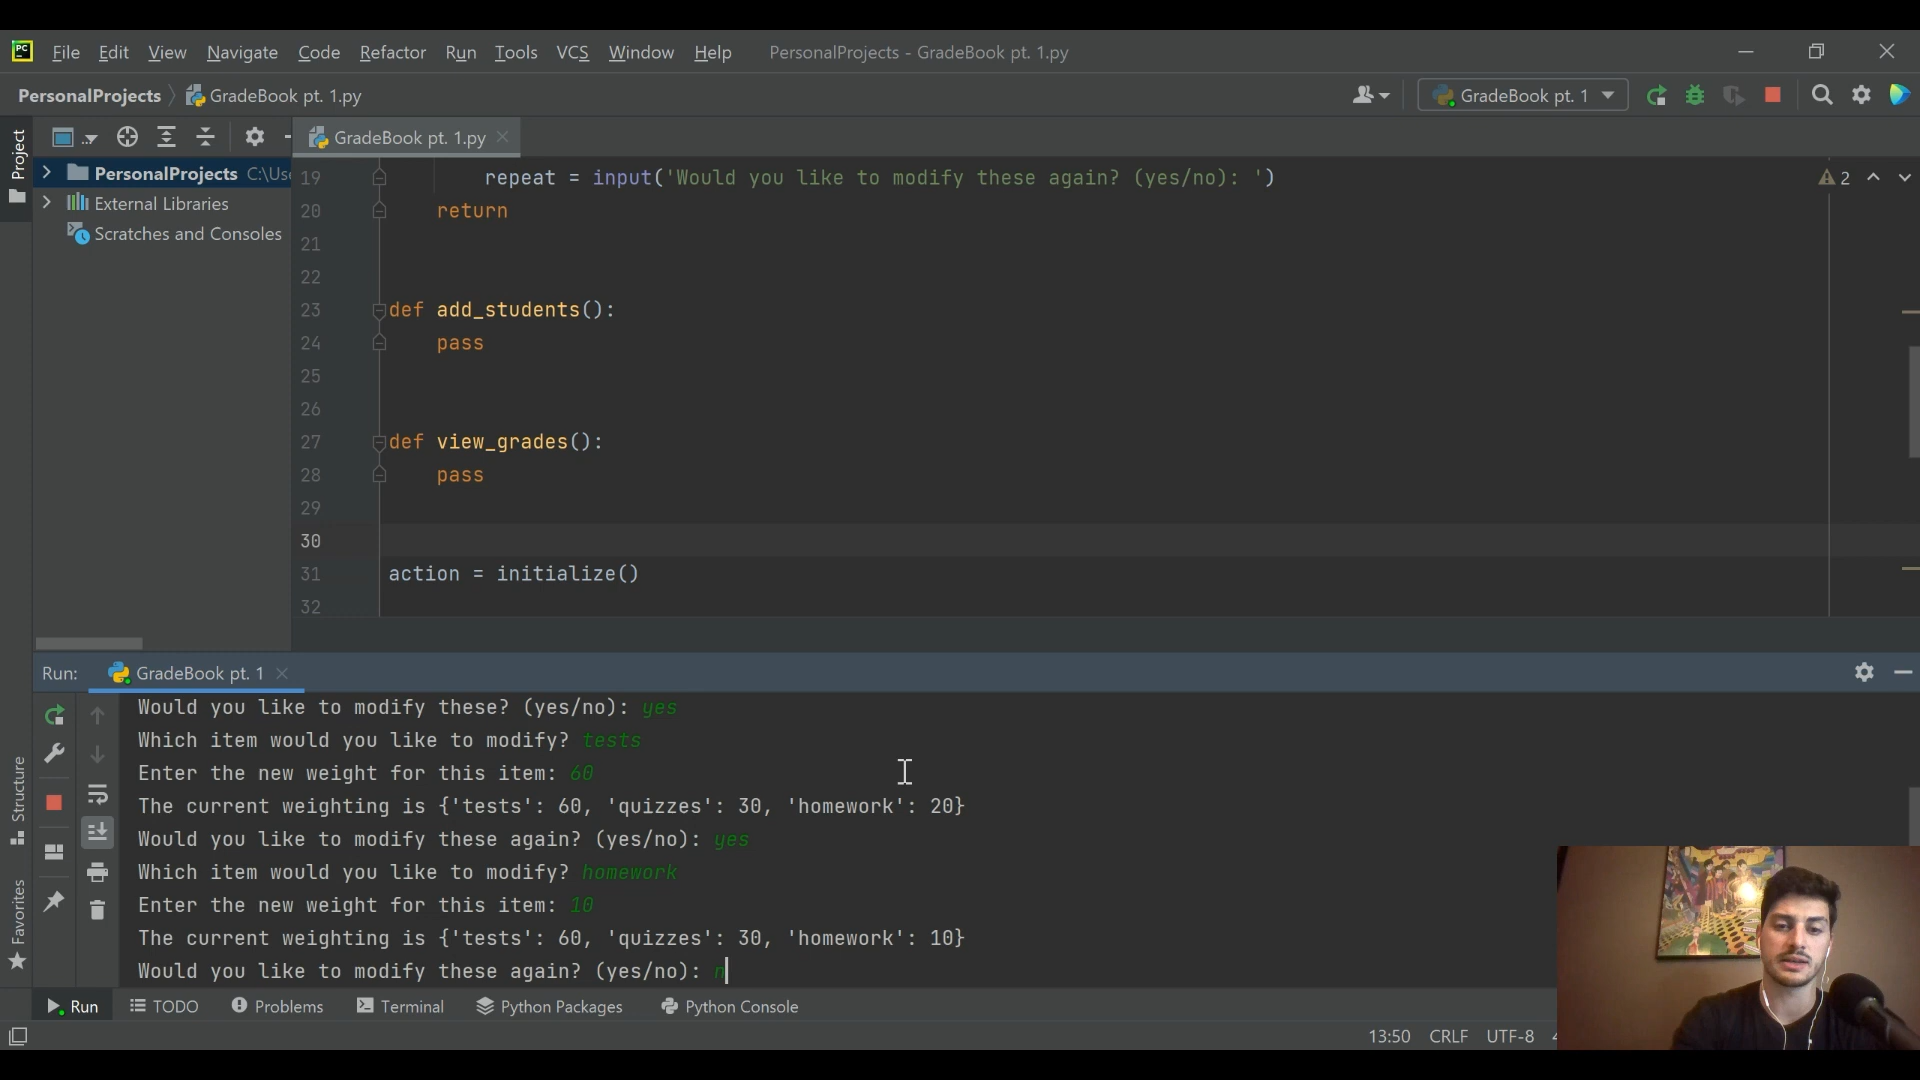 PC File Edit View Navigate Code Refactor Run Tools VCS Window Help PersonalProjects - GradeBook pt. 1.py
PersonalProjects GradeBook pt. 1.py GradeBook pt. 1
Project
GradeBook pt. 1.py
PersonalProjects C:\Use
External Libraries
Scratches and Consoles
19 repeat = input('Would you like to modify these again? (yes/no): ')
2
20 return
21
22
23 def add_students():
24 pass
25
26
27 def view_grades():
28 pass
29
30
31 action = initialize()
32
Run: GradeBook pt. 1
Would you like to modify these? (yes/no): yes
Which item would you like to modify? tests
Enter the new weight for this item: 60
The current weighting is {'tests': 60, 'quizzes': 30, 'homework': 20}
Would you like to modify these again? (yes/no): yes
Which item would you like to modify? homework
Enter the new weight for this item: 10
The current weighting is {'tests': 60, 'quizzes': 30, 'homework': 10}
Would you like to modify these again? (yes/no): n
Structure
Favorites
Run TODO Problems Terminal Python Packages Python Console
13:50 CRLF UTF-8